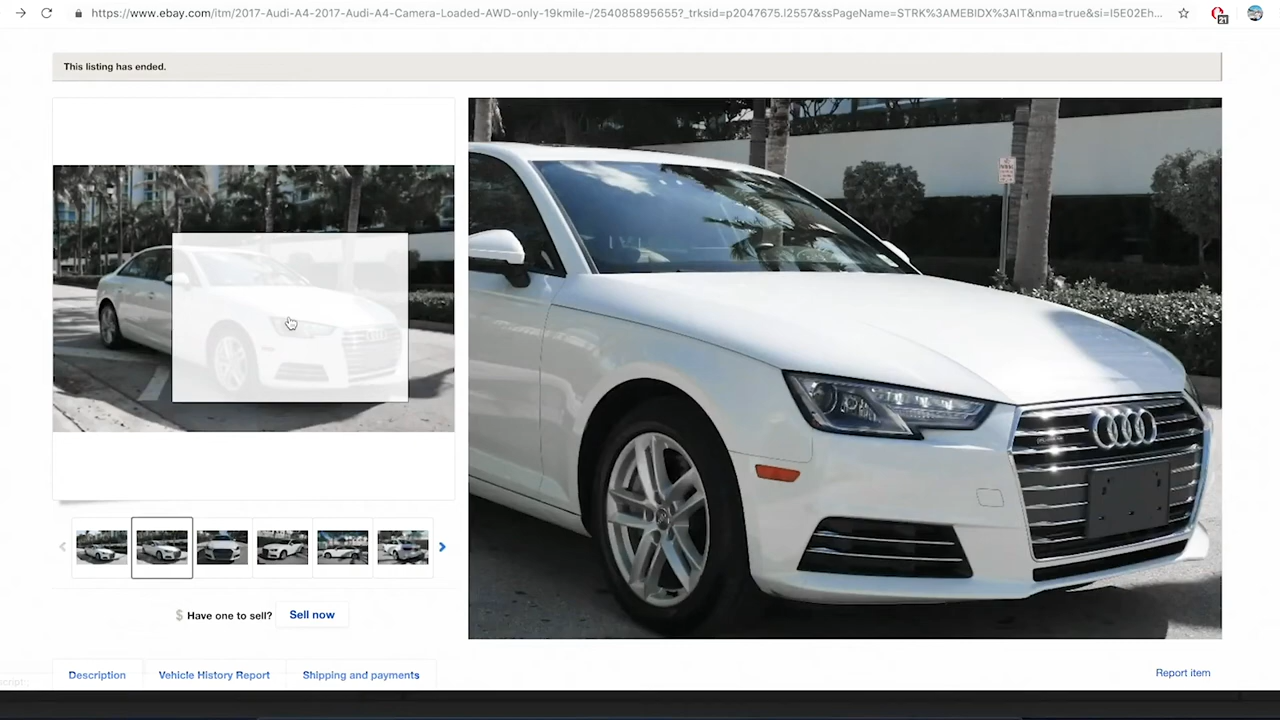 https://www.ebay.com/itm/2017-Audi-A4-2017-Audi-A4-Camera-Loaded-AWD-only-19kmile-/254085895655?_trksid=p2047675.l2557&ssPageName=STRK%3AMEBIDX%3AIT&nma=true&si=I5E02Eh...
21
This listing has ended.
$ Have one to sell? Sell now
Description Vehicle History Report Shipping and payments
Report item